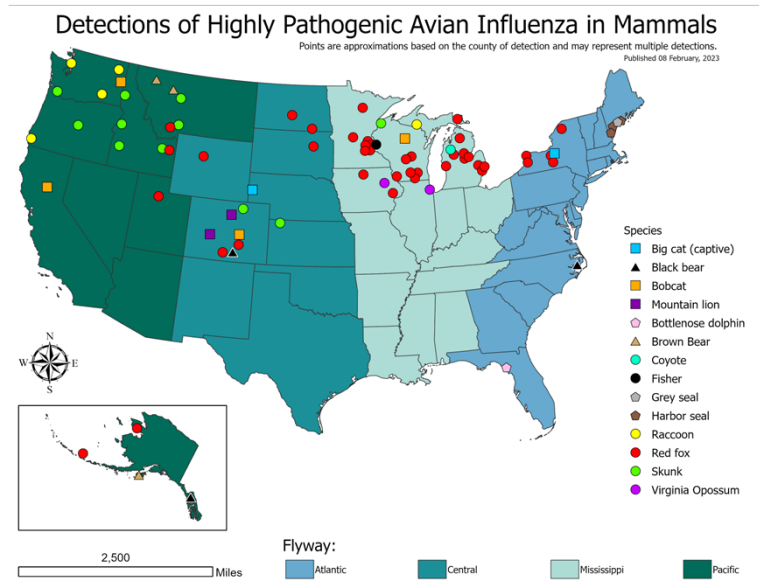 Detections of Highly Pathogenic Avian Influenza in Mammals
Points are approximations based on the county of detection and may represent multiple detections.
Published 08 February, 2023
Species
Big cat (captive)
Black bear
Bobcat
Mountain lion
Bottlenose dolphin
Brown Bear
Coyote
Fisher
Grey seal
Harbor seal
Raccoon
Red fox
Skunk
Virginia Opossum
N
W E
S
2,500
Miles
Flyway:
Atlantic Central Mississippi Pacific